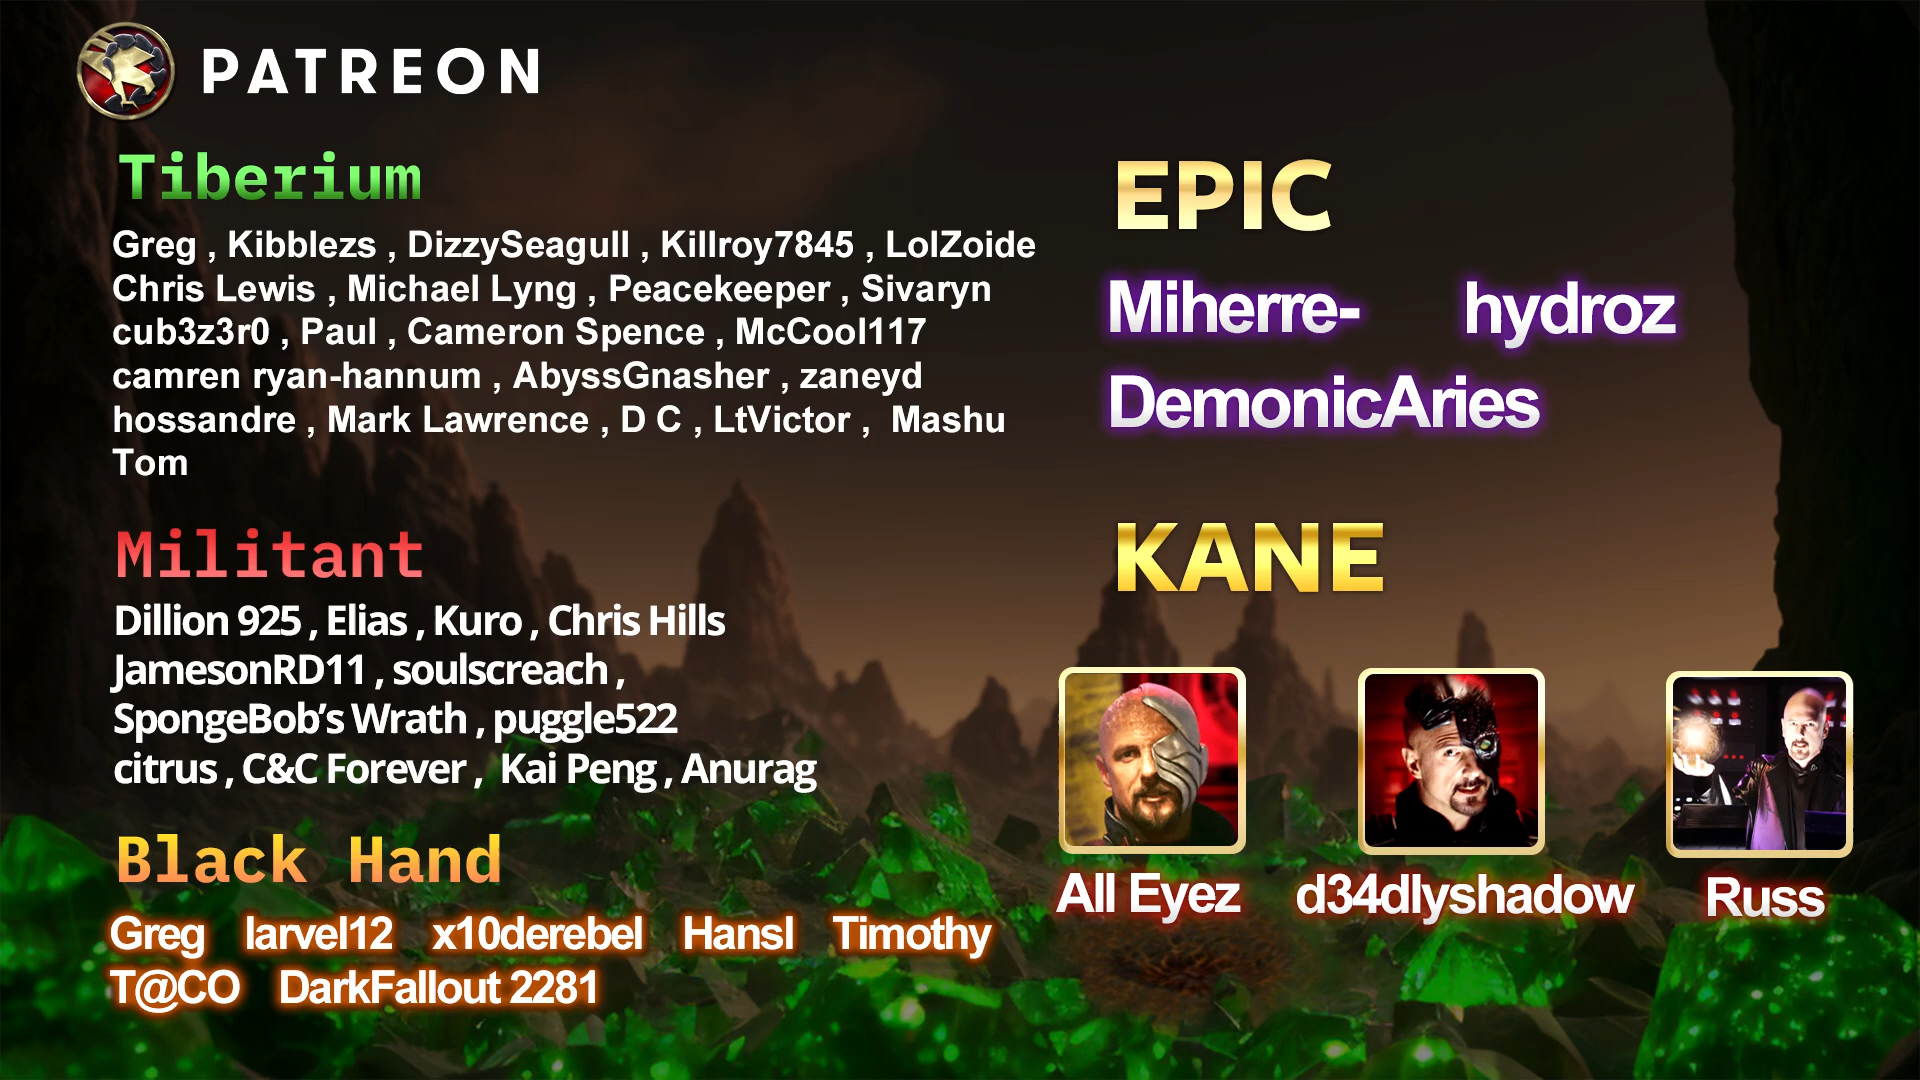 PATREON
Tiberium
Greg , Kibblezs , DizzySeagull , Killroy7845 , LolZoide
Chris Lewis , Michael Lyng , Peacekeeper , Sivaryn
cub3z3r0 , Paul , Cameron Spence , McCool117
camren ryan-hannum , AbyssGnasher , zaneyd
hossandre , Mark Lawrence , D C , LtVictor , Mashu
Tom
Militant
Dillion 925 , Elias , Kuro , Chris Hills
JamesonRD11 , soulscreach ,
SpongeBob’s Wrath , puggle522
citrus , C&C Forever , Kai Peng , Anurag
Black Hand
Greg larvel12 x10derebel Hansl Timothy
T@CO DarkFallout 2281
EPIC
Miherre- hydroz
DemonicAries
KANE
All Eyez d34dlyshadow Russ